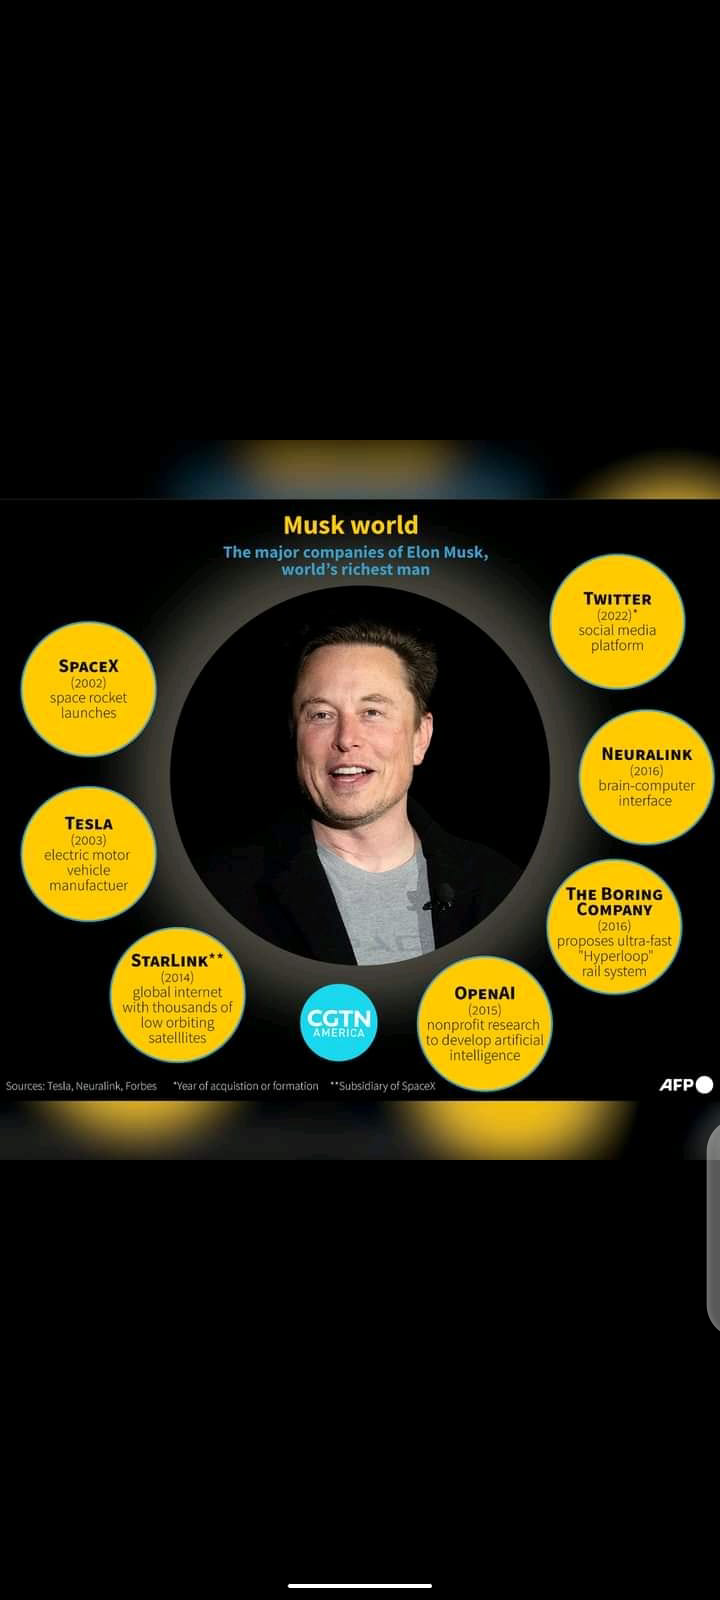 Musk world
The major companies of Elon Musk,
world's richest man
SPACEX
(2002)
space rocket
launches
TESLA
(2003)
electric motor
vehicle
manufactuer
STARLINK**
(2014)
global internet
with thousands of
low orbiting
satelllites
CGTN
AMERICA
OPENAI
(2015)
nonprofit research
to develop artificial
intelligence
THE BORING
COMPANY
(2016)
proposes ultra-fast
"Hyperloop"
rail system
NEURALINK
(2016)
brain-computer
interface
TWITTER
(2022)*
social media
platform
Sources: Tesla, Neuralink, Forbes *Year of acquistion or formation **Subsidiary of SpaceX
AFP